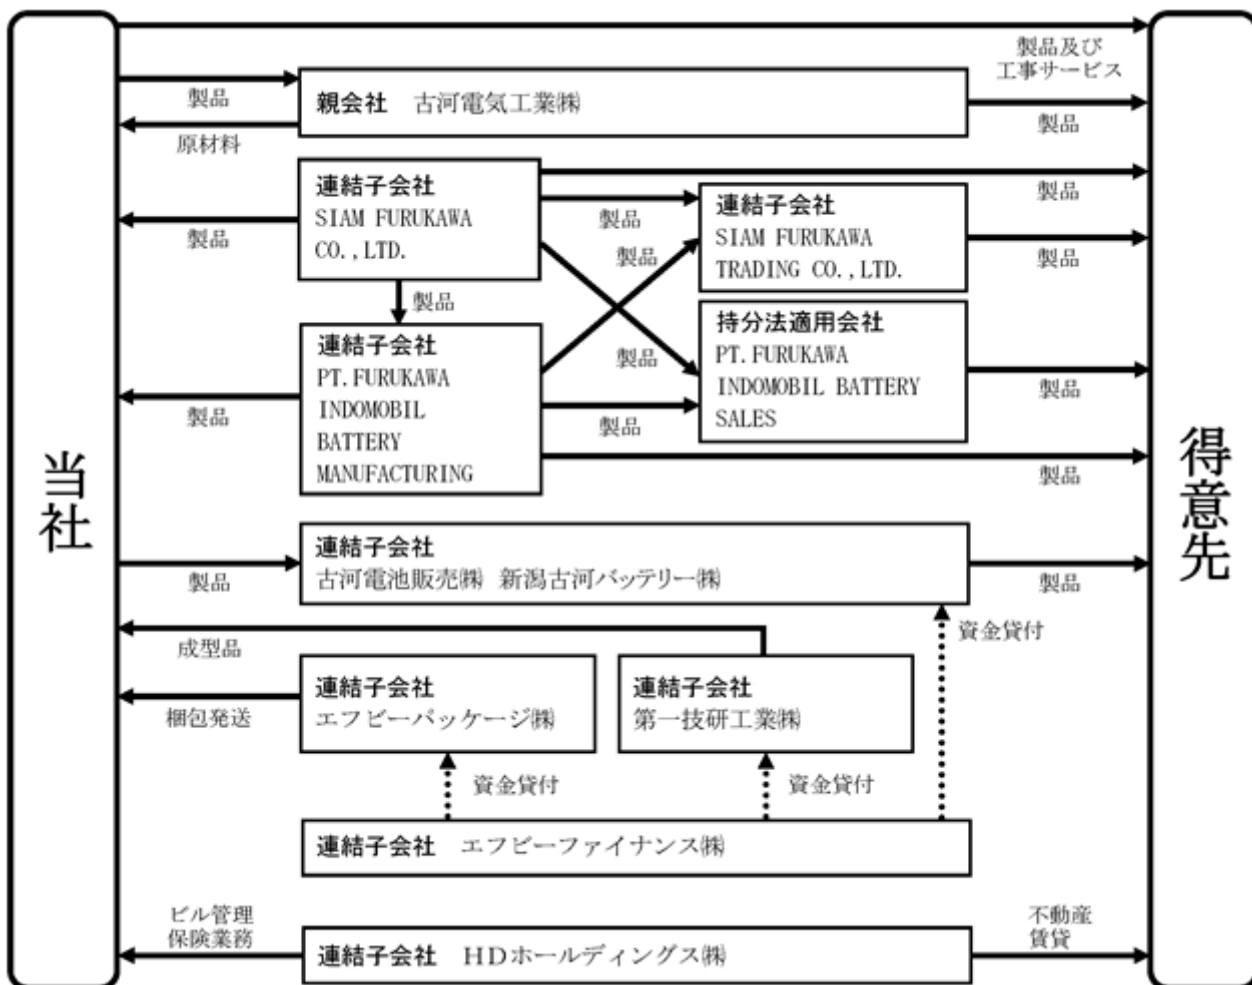 製品及び
工事サービス
製品
親会社　古河電気工業㈱
製品
原材料
連結子会社
SIAM FURUKAWA
CO.,LTD.
製品
製品
連結子会社
SIAM FURUKAWA
TRADING CO.,LTD.
製品
製品
製品
製品
連結子会社
PT.FURUKAWA
INDOMOBIL
BATTERY
MANUFACTURING
持分法適用会社
PT.FURUKAWA
INDOMOBIL BATTERY
SALES
製品
製品
製品
製品
製品
当社
得意先
連結子会社
古河電池販売㈱　新潟古河バッテリー㈱
製品
製品
成型品
資金貸付
連結子会社
エフビーパッケージ㈱
連結子会社
第一技研工業㈱
梱包発送
資金貸付
資金貸付
連結子会社　エフビーファイナンス㈱
ビル管理
保険業務
不動産
賃貸
連結子会社　ＨＤホールディングス㈱